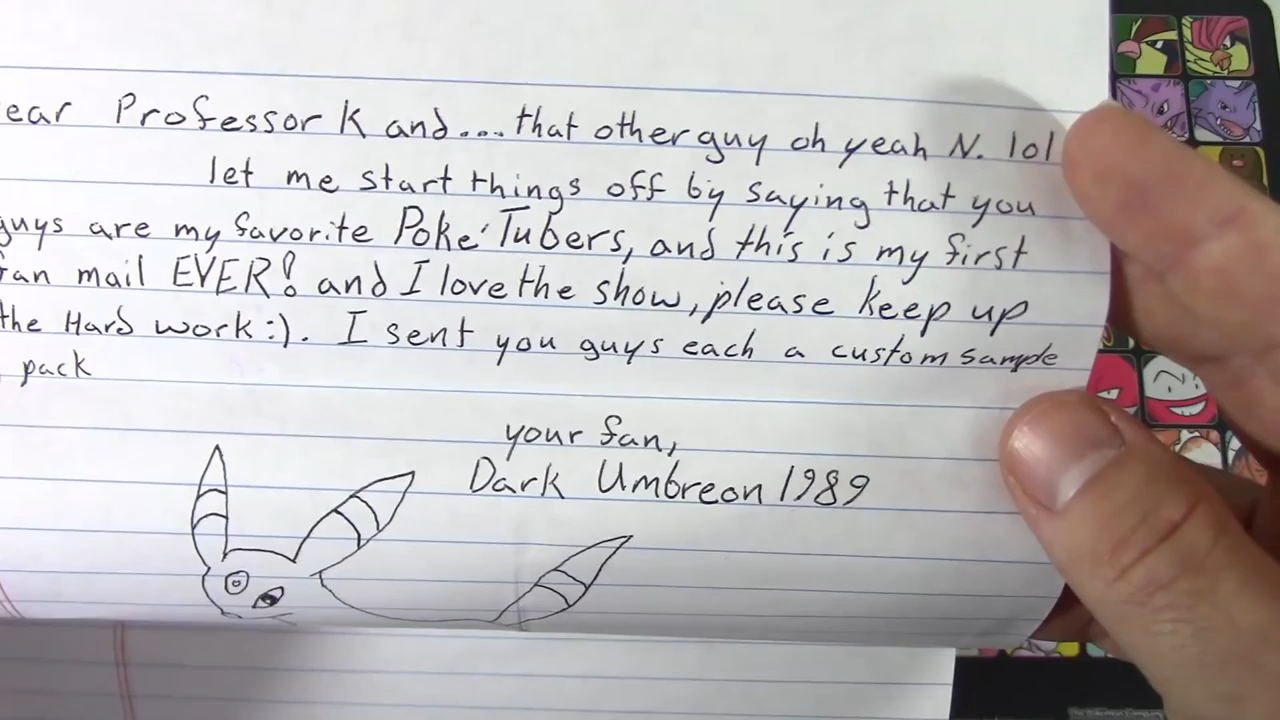 ear Professor K and...that other guy oh yeah N. lol
let me start things off by saying that you
guys are my favorite Poke'Tubers, and this is my first
fan mail EVER! and I love the show, please keep up
the Hard work :). I sent you guys each a custom sample
pack
your fan,
Dark Umbreon 1989